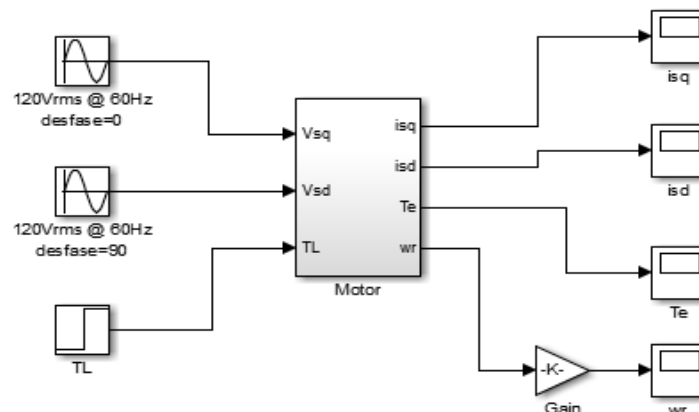 isq
120Vrms @ 60Hz
desfase=0
Vsq
isq
isd
isd
Vsd
Te
120Vrms @ 60Hz
desfase=90
TL
wr
Motor
Te
TL
-K-
Gain
wr